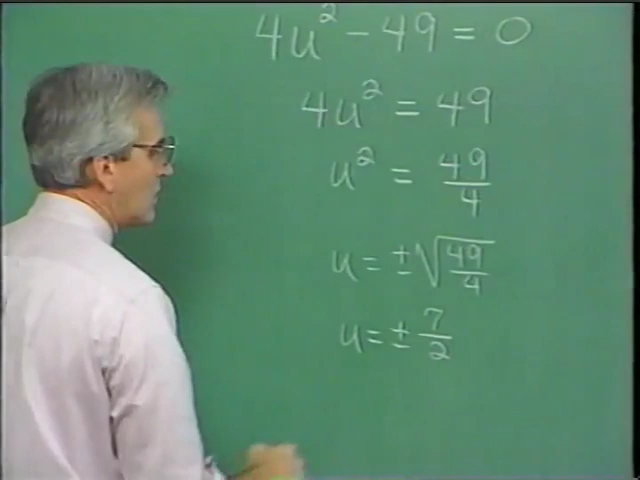 4u² - 49 = 0
4u² = 49
u² = 49/4
u = ±√(49/4)
u = ± 7/2